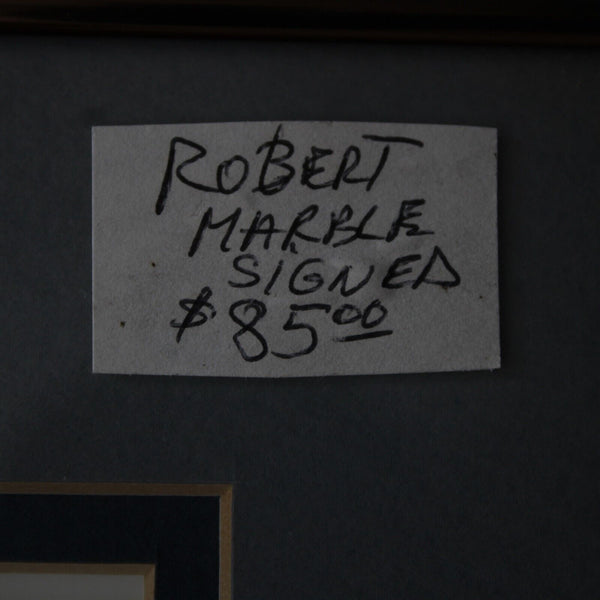 ROBERT
MARBLE
SIGNED
$85.00